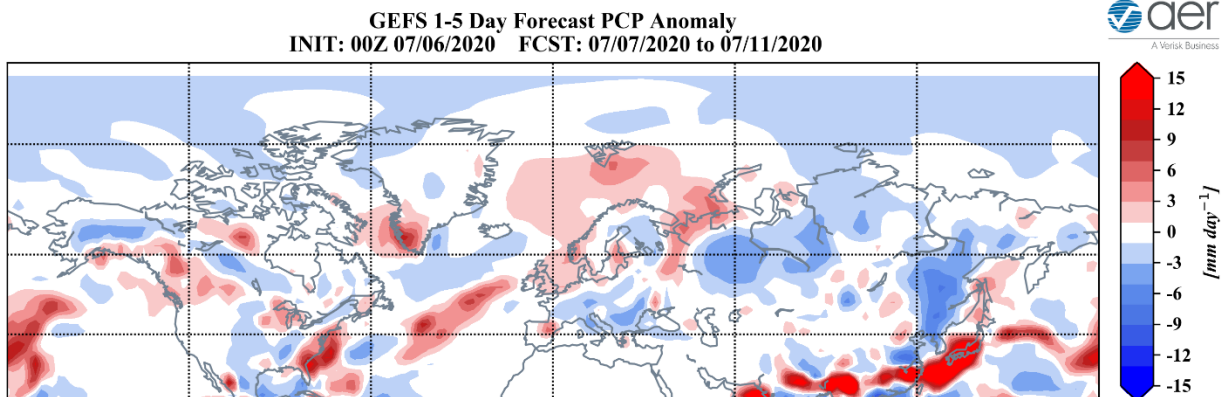 GEFS 1-5 Day Forecast PCP Anomaly
INIT: 00Z 07/06/2020 FCST: 07/07/2020 to 07/11/2020
aer
A Verisk Business
15
12
9
6
3
0
-3
-6
-9
-12
-15
[mm day⁻¹]